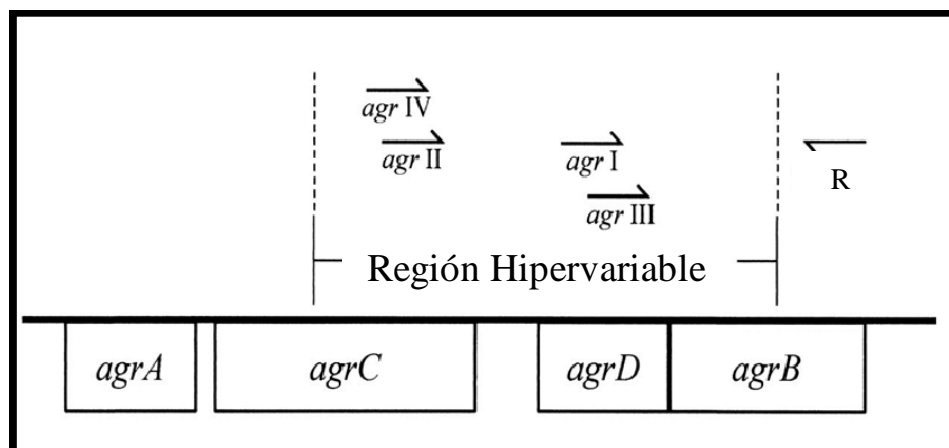 agr IV
agr II
agr I
R
agr III
Región Hipervariable
agrA
agrC
agrD
agrB